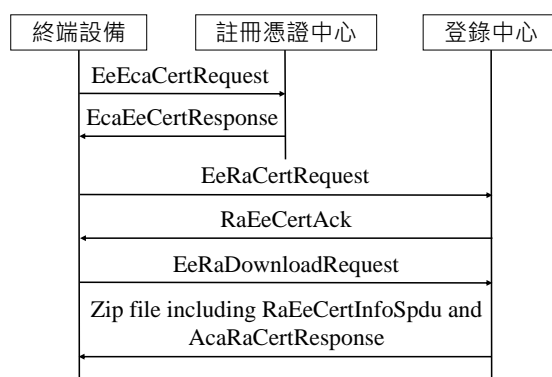 終端設備
註冊憑證中心
登錄中心
EeEcaCertRequest
EcaEeCertResponse
EeRaCertRequest
RaEeCertAck
EeRaDownloadRequest
Zip file including RaEeCertInfoSpdu and
AcaRaCertResponse